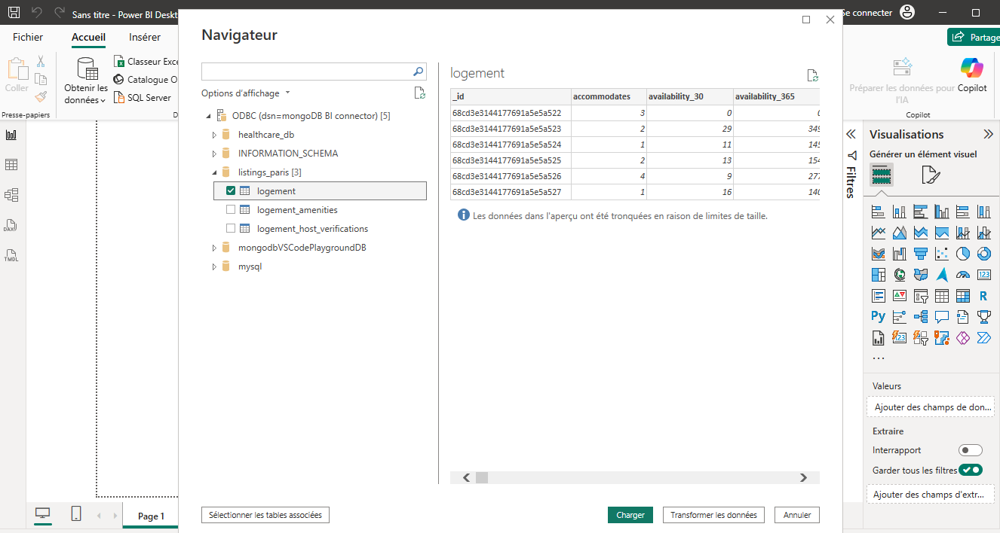 Sans titre - Power BI Deskt
Se connecter
Fichier
Accueil
Insérer
Partage
Coller
Presse-papiers
Obtenir les
données
Classeur Exce
Catalogue O
SQL Server
D
Préparer les données pour
l'IA
Copilot
Copilot
Navigateur
Options d'affichage
ODBC (dsn=mongoDB BI connector) [5]
healthcare_db
INFORMATION_SCHEMA
listings_paris [3]
logement
logement_amenities
logement_host_verifications
mongodbVSCodePlaygroundDB
mysql
logement
_id accommodates availability_30 availability_365
68cd3e3144177691a5e5a522 3 0 0
68cd3e3144177691a5e5a523 2 29 349
68cd3e3144177691a5e5a524 1 11 145
68cd3e3144177691a5e5a525 2 13 154
68cd3e3144177691a5e5a526 4 9 277
68cd3e3144177691a5e5a527 1 16 140
Les données dans l'aperçu ont été tronquées en raison de limites de taille.
Sélectionner les tables associées
Charger
Transformer les données
Annuler
DAX
TMDL
Page 1
Filtres
Visualisations
Générer un élément visuel
123
R
Py
123
...
Valeurs
Ajouter des champs de don...
Extraire
Interrapport
Garder tous les filtres
Ajouter des champs d'extr...